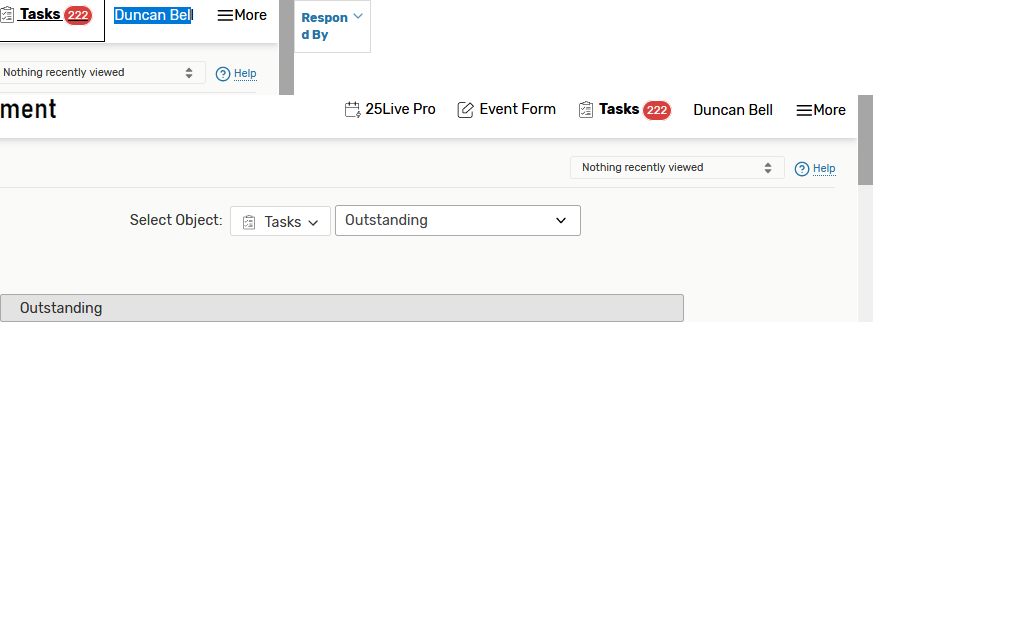 Tasks 222 Duncan Bell More
Respon
d By
Nothing recently viewed Help
ment 25Live Pro Event Form Tasks 222 Duncan Bell More
Nothing recently viewed Help
Select Object: Tasks Outstanding
Outstanding